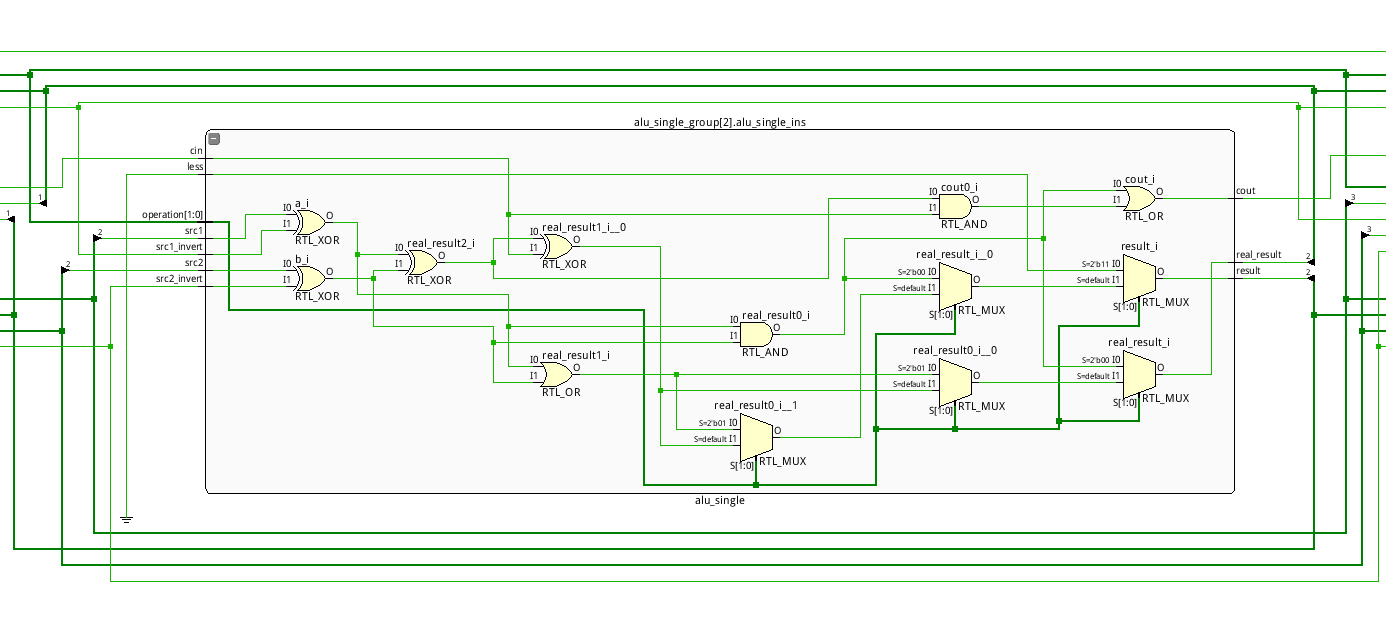 alu_single_group[2].alu_single_ins
cin
less
operation[1:0]
src1
src1_invert
src2
src2_invert
1
1
2
2
I0
I1
a_i
O
RTL_XOR
I0
I1
b_i
O
RTL_XOR
I0
I1
real_result2_i
O
RTL_XOR
I0
I1
real_result1_i__0
O
RTL_XOR
I0
I1
real_result1_i
O
RTL_OR
I0
I1
real_result0_i
O
RTL_AND
real_result0_i__1
S=2'b01 I0
S=default I1
O
S[1:0]
RTL_MUX
I0
I1
cout0_i
O
RTL_AND
real_result_i__0
S=2'b00 I0
S=default I1
O
S[1:0]
RTL_MUX
real_result0_i__0
S=2'b01 I0
S=default I1
O
S[1:0]
RTL_MUX
I0
I1
cout_i
O
RTL_OR
result_i
S=2'b11 I0
S=default I1
O
S[1:0]
RTL_MUX
real_result_i
S=2'b00 I0
S=default I1
O
S[1:0]
RTL_MUX
cout
real_result
result
2
2
3
3
alu_single